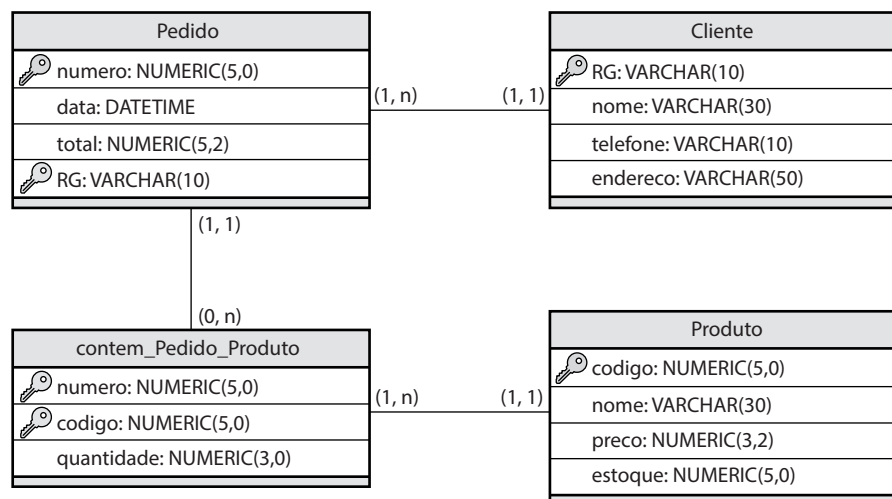 Pedido
numero: NUMERIC(5,0)
data: DATETIME
total: NUMERIC(5,2)
RG: VARCHAR(10)
(1, n)
(1, 1)
Cliente
RG: VARCHAR(10)
nome: VARCHAR(30)
telefone: VARCHAR(10)
endereco: VARCHAR(50)
(1, 1)
(0, n)
contem_Pedido_Produto
numero: NUMERIC(5,0)
codigo: NUMERIC(5,0)
quantidade: NUMERIC(3,0)
(1, n)
(1, 1)
Produto
codigo: NUMERIC(5,0)
nome: VARCHAR(30)
preco: NUMERIC(3,2)
estoque: NUMERIC(5,0)